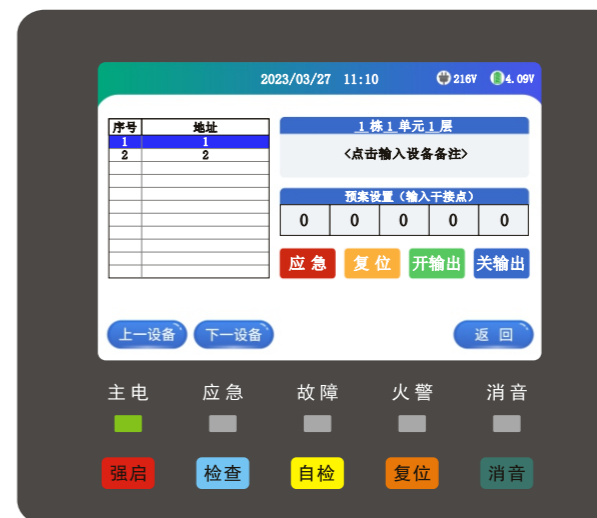 2023/03/27 11:10 216V 4.09V
序号 地址
1 1
2 2
1栋1单元1层
<点击输入设备备注>
预案设置（输入干接点）
0 0 0 0 0
应急 复位 开输出 关输出
上一设备 下一设备 返回
主电 应急 故障 火警 消音
强启 检查 自检 复位 消音